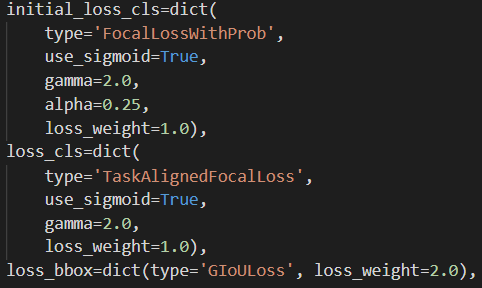 initial_loss_cls=dict(
    type='FocalLossWithProb',
    use_sigmoid=True,
    gamma=2.0,
    alpha=0.25,
    loss_weight=1.0),
loss_cls=dict(
    type='TaskAlignedFocalLoss',
    use_sigmoid=True,
    gamma=2.0,
    loss_weight=1.0),
loss_bbox=dict(type='GIoULoss', loss_weight=2.0),